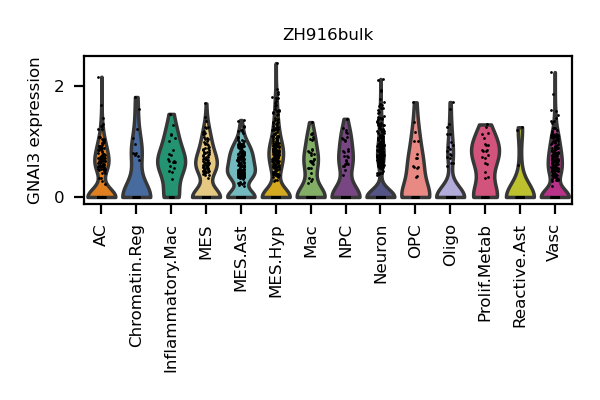 ZH916bulk
GNAI3 expression
2
0
AC
Chromatin.Reg
Inflammatory.Mac
MES
MES.Ast
MES.Hyp
Mac
NPC
Neuron
OPC
Oligo
Prolif.Metab
Reactive.Ast
Vasc